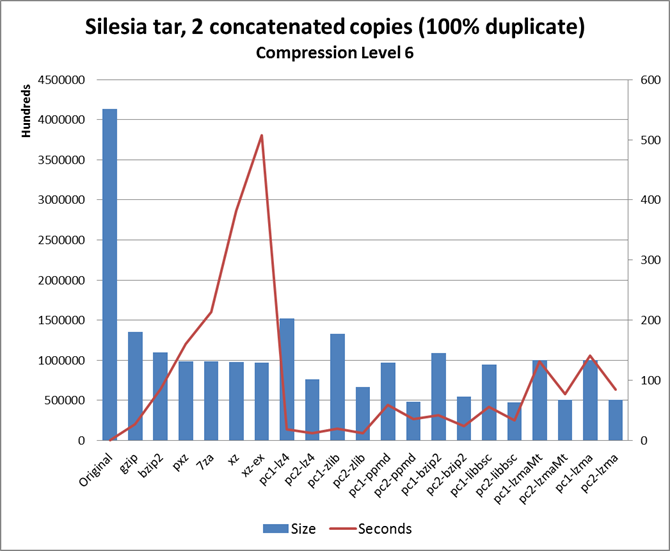 Silesia tar, 2 concatenated copies (100% duplicate)
Compression Level 6
Hundreds
4500000
4000000
3500000
3000000
2500000
2000000
1500000
1000000
500000
0
600
500
400
300
200
100
0
Original
gzip
bzip2
pxz
7za
xz
xz-ex
pc1-lz4
pc2-lz4
pc1-zlib
pc2-zlib
pc1-ppmd
pc2-ppmd
pc1-bzip2
pc2-bzip2
pc1-libbsc
pc2-libbsc
pc1-lzmaMt
pc2-lzmaMt
pc1-lzma
pc2-lzma
Size
Seconds